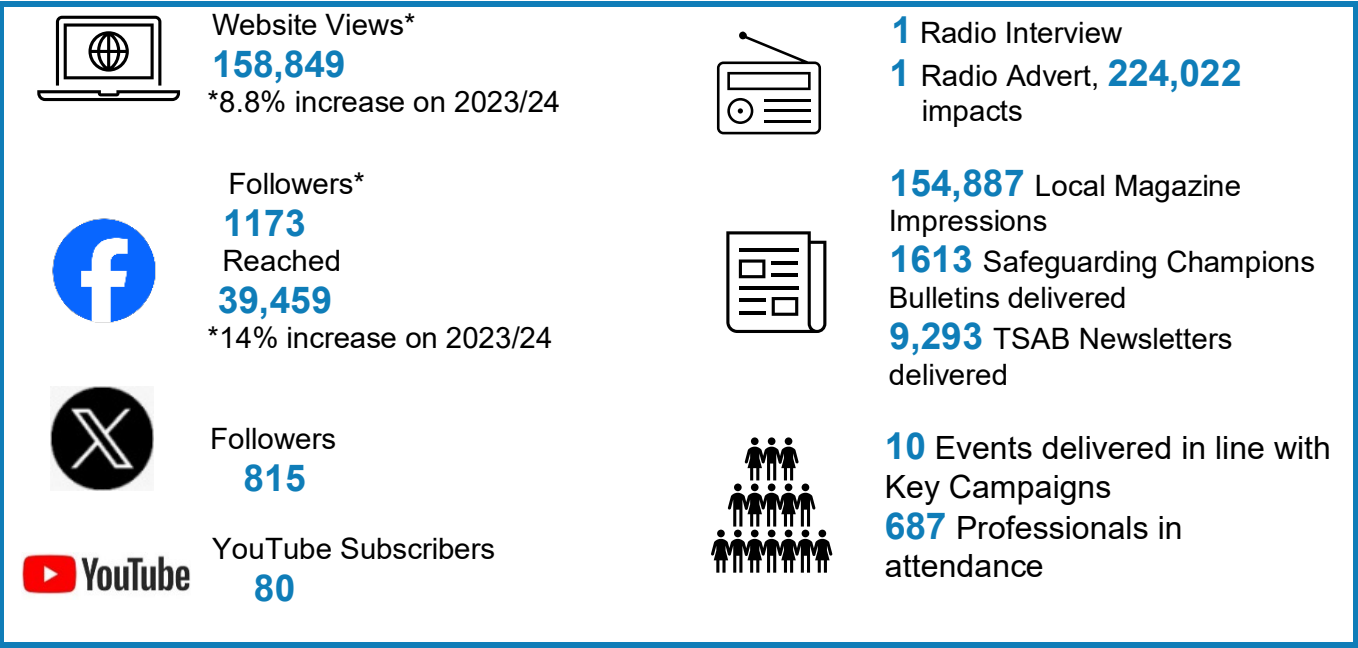 Website Views*
158,849
*8.8% increase on 2023/24
Followers*
1173
Reached
39,459
*14% increase on 2023/24
Followers
815
YouTube
YouTube Subscribers
80
1 Radio Interview
1 Radio Advert, 224,022
impacts
154,887 Local Magazine
Impressions
1613 Safeguarding Champions
Bulletins delivered
9,293 TSAB Newsletters
delivered
10 Events delivered in line with
Key Campaigns
687 Professionals in
attendance